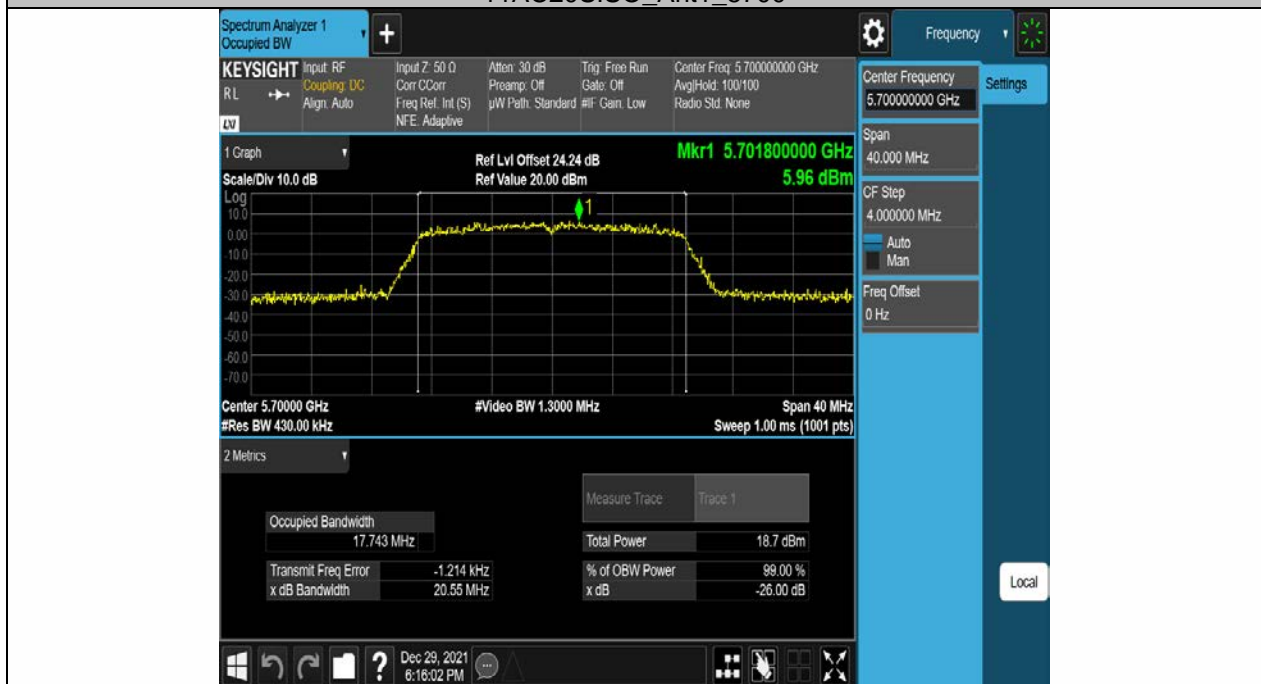 Spectrum Analyzer 1
Occupied BW
+
Frequency
KEYSIGHT
RL
LXI
Input: RF
Coupling: DC
Align: Auto
Input Z: 50 Ω
Corr CCorr
Freq Ref: Int (S)
NFE: Adaptive
Atten: 30 dB
Preamp: Off
µW Path: Standard
Trig: Free Run
Gate: Off
#IF Gain: Low
Center Freq: 5.700000000 GHz
Avg|Hold: 100/100
Radio Std: None
Center Frequency
5.700000000 GHz
Settings
Span
40.000 MHz
CF Step
4.000000 MHz
Auto
Man
Freq Offset
0 Hz
1 Graph
Scale/Div 10.0 dB
Ref Lvl Offset 24.24 dB
Ref Value 20.00 dBm
Mkr1 5.701800000 GHz
5.96 dBm
Log
10.0
0.00
-10.0
-20.0
-30.0
-40.0
-50.0
-60.0
-70.0
1
Center 5.70000 GHz
#Res BW 430.00 kHz
#Video BW 1.3000 MHz
Span 40 MHz
Sweep 1.00 ms (1001 pts)
2 Metrics
Measure Trace Trace 1
Occupied Bandwidth
17.743 MHz
Total Power 18.7 dBm
Transmit Freq Error -1.214 kHz
% of OBW Power 99.00 %
x dB Bandwidth 20.55 MHz
x dB -26.00 dB
Local
?
Dec 29, 2021
6:16:02 PM